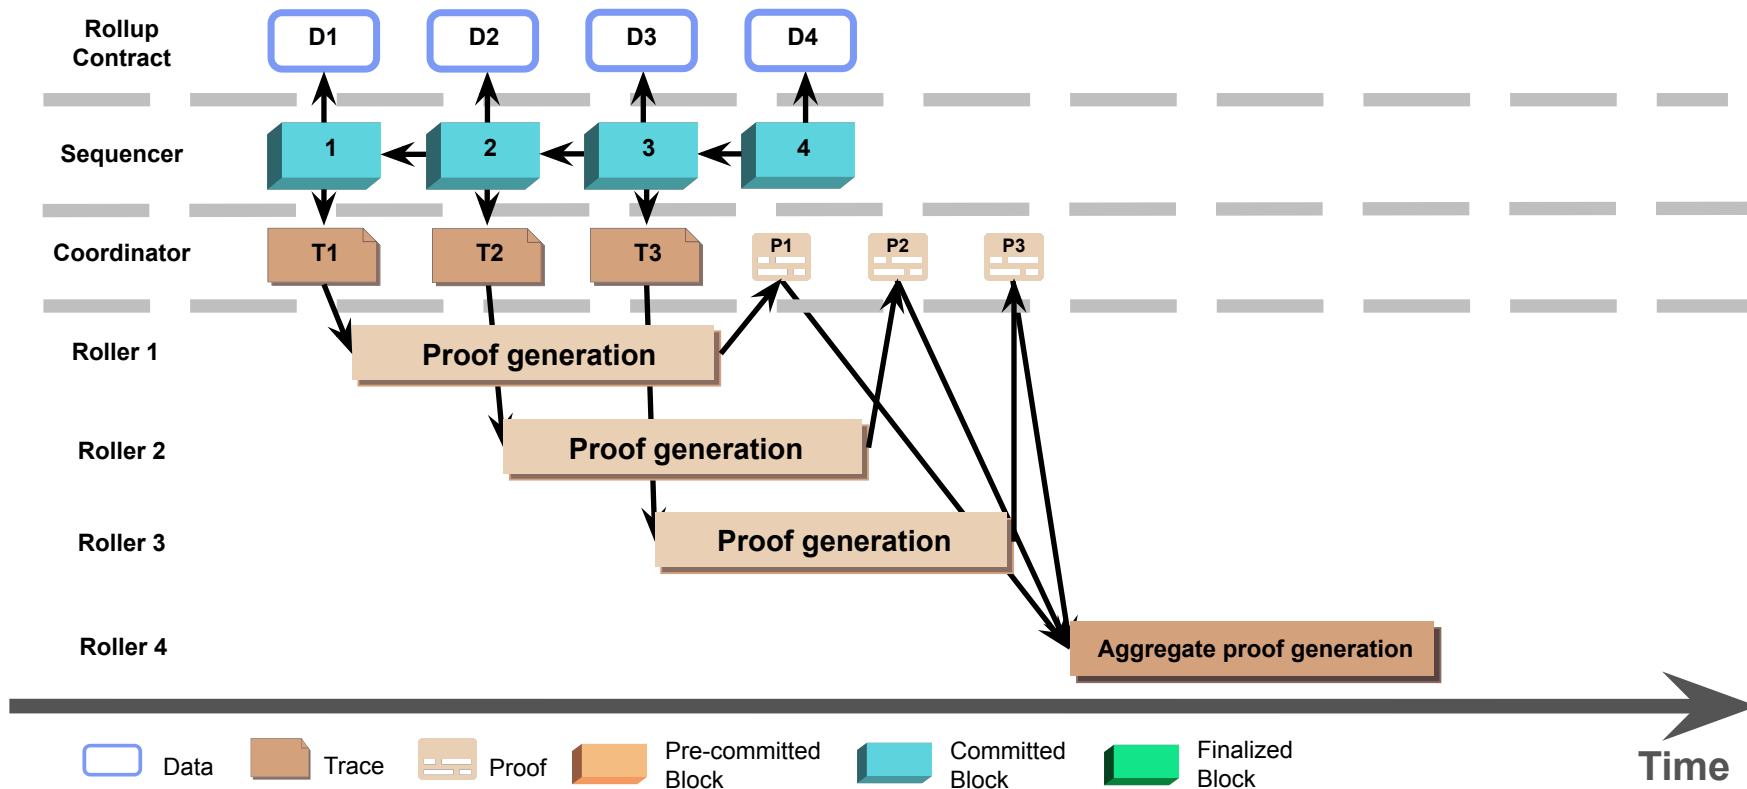 Rollup
Contract
D1
D2
D3
D4
Sequencer
1
2
3
4
Coordinator
T1
T2
T3
P1
P2
P3
Roller 1
Proof generation
Roller 2
Proof generation
Roller 3
Proof generation
Roller 4
Aggregate proof generation
Data
Trace
Proof
Pre-committed
Block
Committed
Block
Finalized
Block
Time